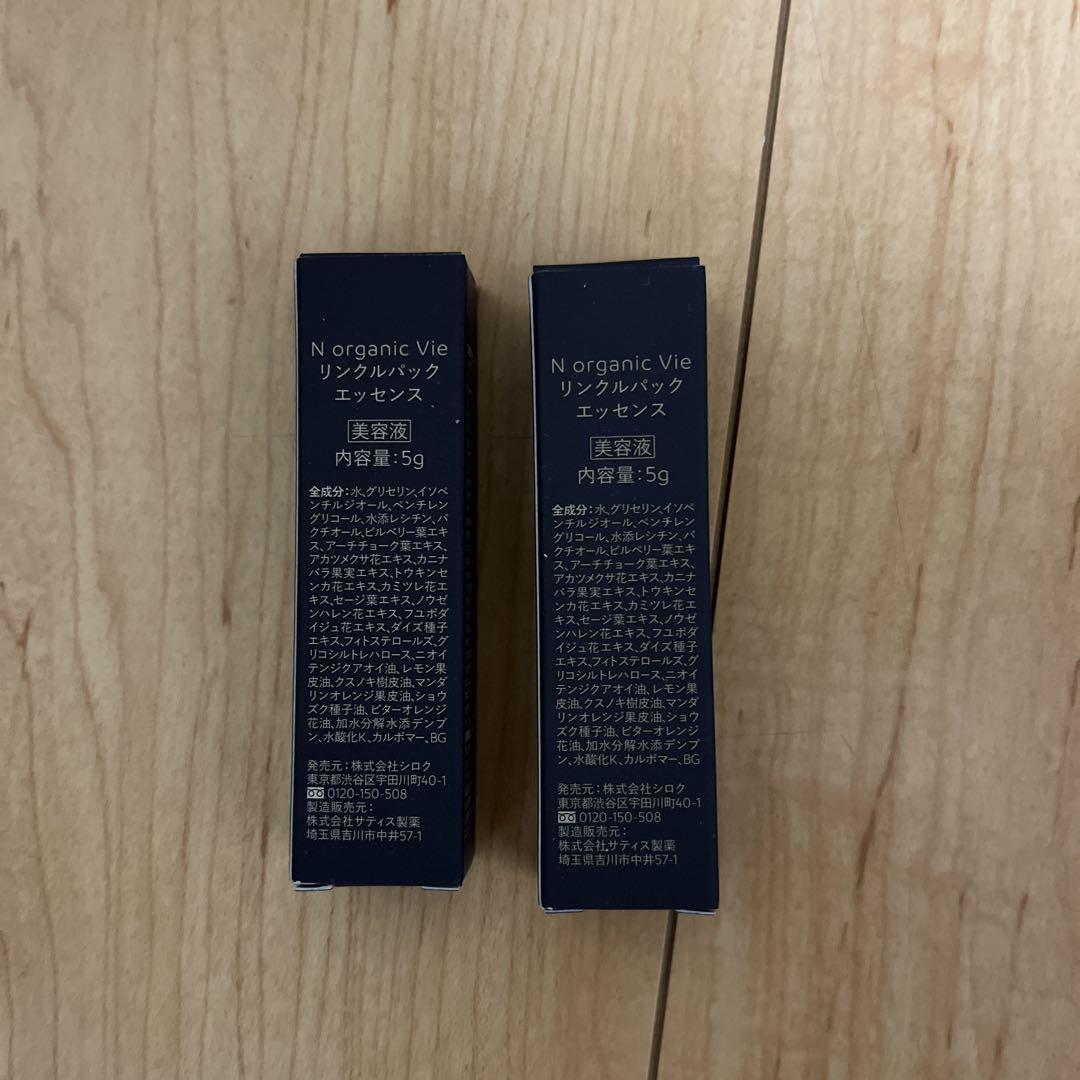 N organic Vie
リンクルパック
エッセンス
美容液
内容量:5g
全成分:水、グリセリン、イソペ
ンチルジオール、ペンチレン
グリコール、水添レシチン、バ
クチオール、ビルベリー葉エキ
ス、アーチチョーク葉エキス、
アカツメクサ花エキス、カニナ
バラ果実エキス、トウキンセ
ンカ花エキス、カミツレ花エ
キス、セージ葉エキス、ノウゼ
ンハレン花エキス、フユボダ
イジュ花エキス、ダイズ種子
エキス、フィトステロールズ、グ
リコシルトレハロース、ニオイ
テンジクアオイ油、レモン果
皮油、クスノキ樹皮油、マンダ
リンオレンジ果皮油、ショウ
ズク種子油、ビターオレンジ
花油、加水分解水添デンプ
ン、水酸化K、カルボマー、BG
発売元:株式会社シロク
東京都渋谷区宇田川町40-1
0120-150-508
製造販売元:
株式会社サティス製薬
埼玉県吉川市中井57-1
N organic Vie
リンクルパック
エッセンス
美容液
内容量:5g
全成分:水、グリセリン、イソペ
ンチルジオール、ペンチレン
グリコール、水添レシチン、バ
クチオール、ビルベリー葉エキ
ス、アーチチョーク葉エキス、
アカツメクサ花エキス、カニナ
バラ果実エキス、トウキンセ
ンカ花エキス、カミツレ花エ
キス、セージ葉エキス、ノウゼ
ンハレン花エキス、フユボダ
イジュ花エキス、ダイズ種子
エキス、フィトステロールズ、グ
リコシルトレハロース、ニオイ
テンジクアオイ油、レモン果
皮油、クスノキ樹皮油、マンダ
リンオレンジ果皮油、ショウ
ズク種子油、ビターオレンジ
花油、加水分解水添デンプ
ン、水酸化K、カルボマー、BG
発売元:株式会社シロク
東京都渋谷区宇田川町40-1
0120-150-508
製造販売元:
株式会社サティス製薬
埼玉県吉川市中井57-1